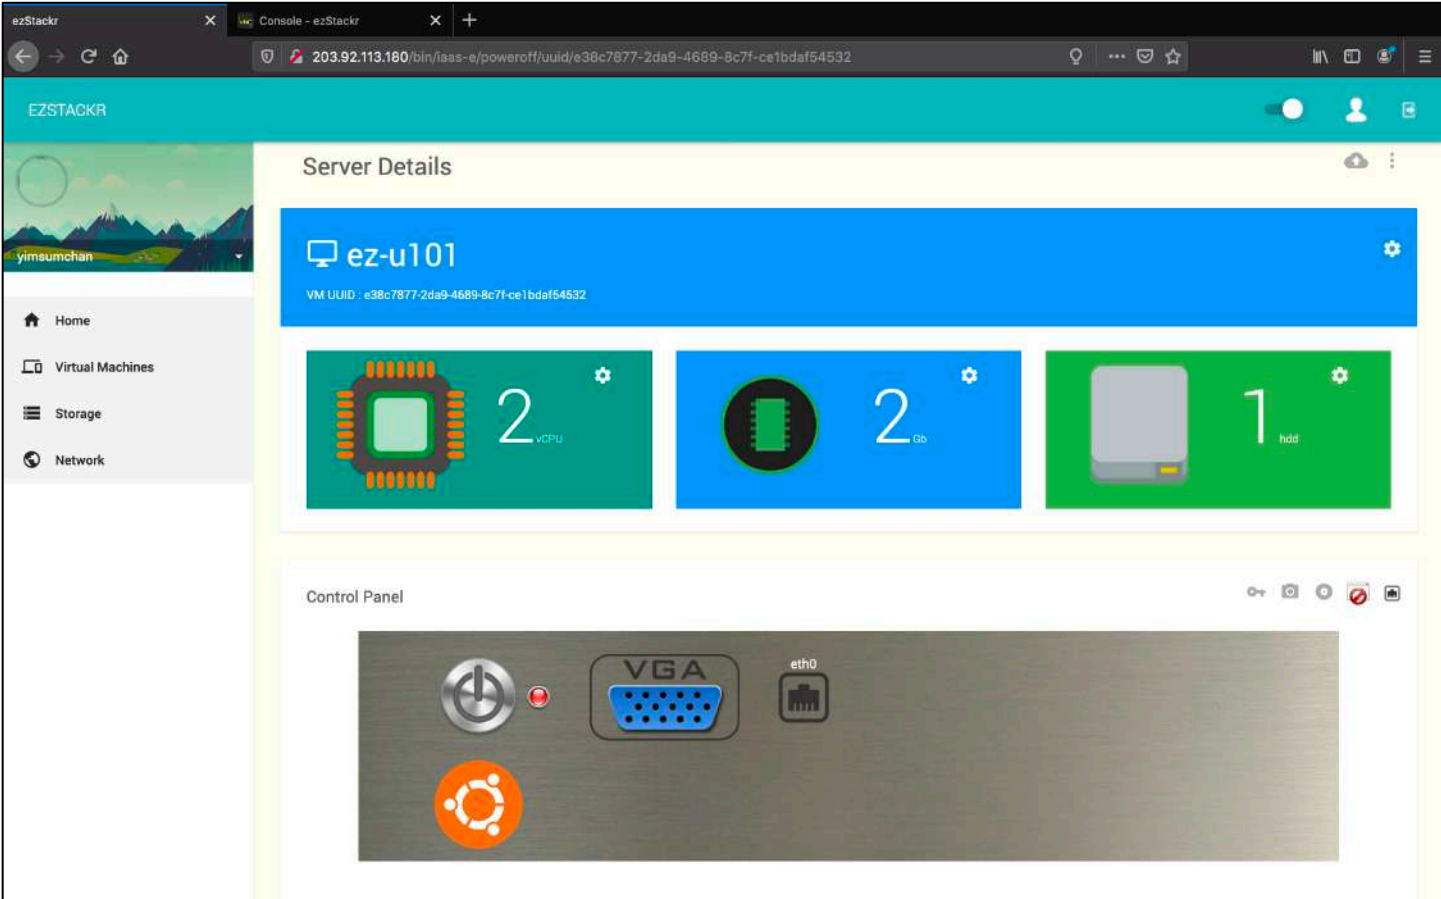 ezStackr
Console - ezStackr
203.92.113.180/bin/iaas-e/poweroff/uuid/e38c7877-2da9-4689-8c7f-ce1bdaf54532
EZSTACKR
Server Details
yimsumchan
ez-u101
VM UUID : e38c7877-2da9-4689-8c7f-ce1bdaf54532
Home
Virtual Machines
Storage
Network
2 vCPU
2 Gb
1 hdd
Control Panel
VGA
eth0